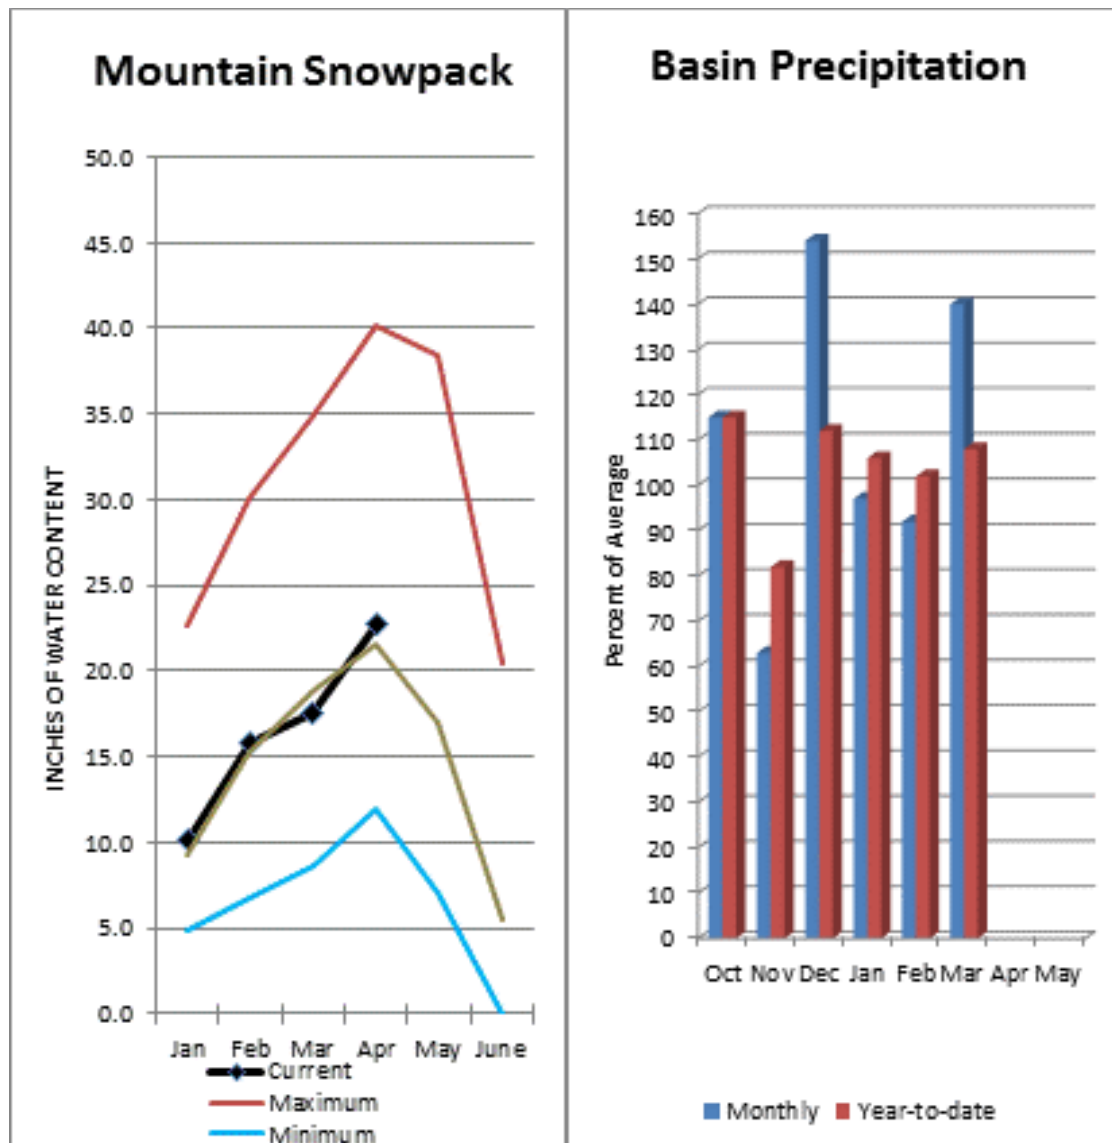 Mountain Snowpack
50.0
45.0
40.0
35.0
30.0
25.0
20.0
15.0
10.0
5.0
0.0
INCHES OF WATER CONTENT
Jan Feb Mar Apr May June
Current
Maximum
Minimum
Basin Precipitation
160
150
140
130
120
110
100
90
80
70
60
50
40
30
20
10
0
Percent of Average
Oct Nov Dec Jan Feb Mar Apr May
Monthly Year-to-date